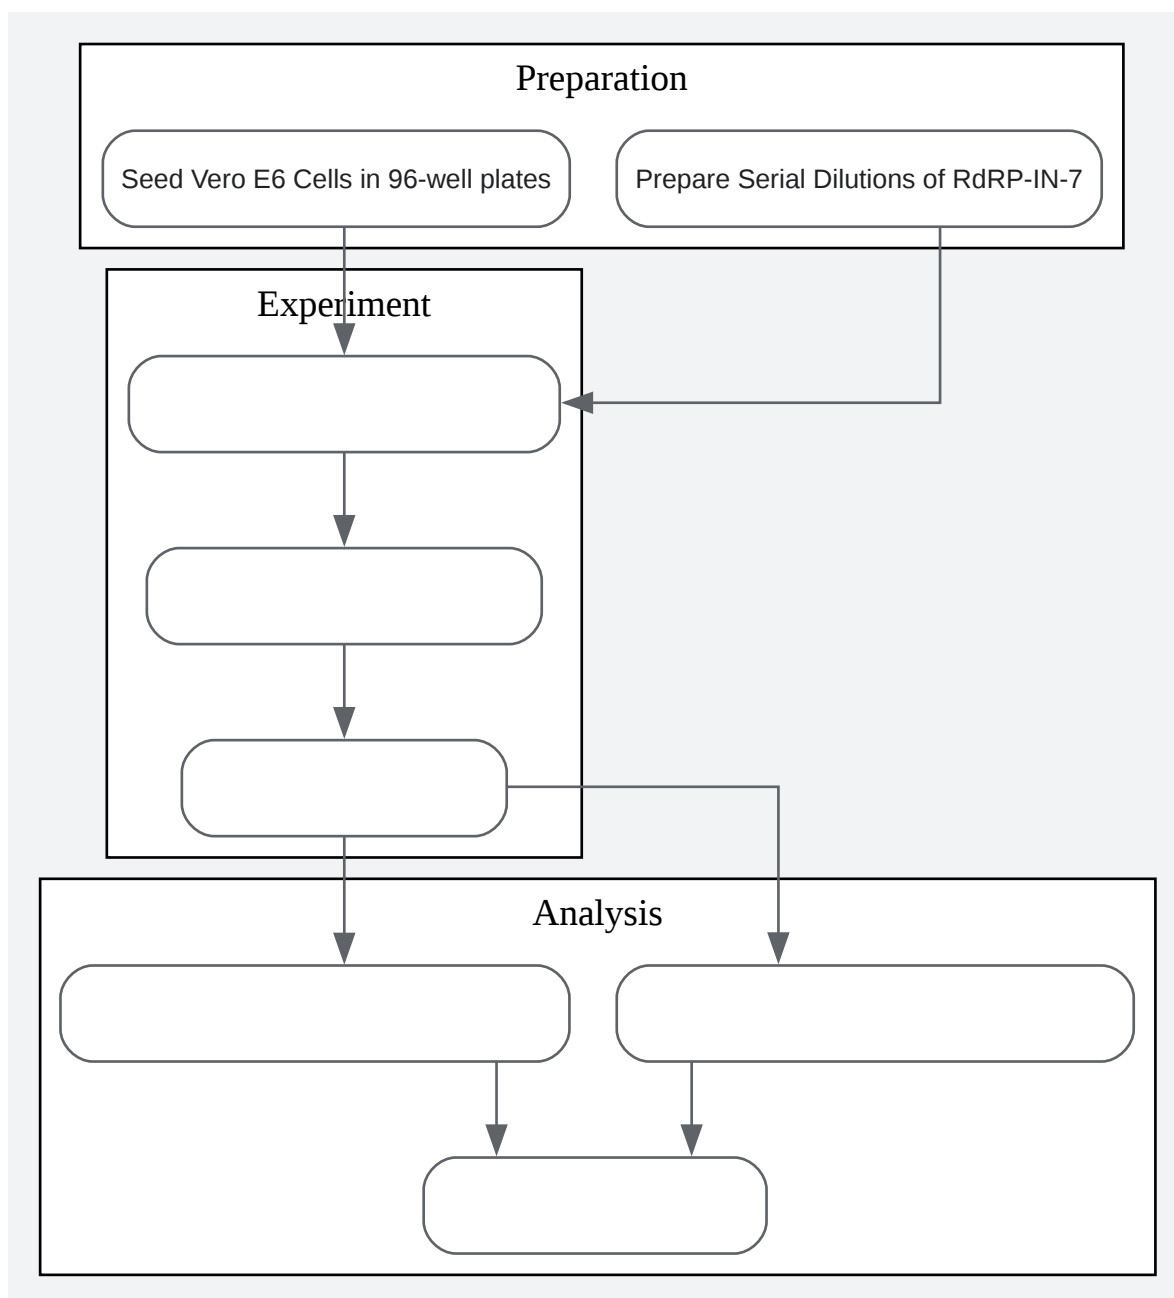 Preparation
Seed Vero E6 Cells in 96-well plates
Prepare Serial Dilutions of RdRP-IN-7
Experiment
Analysis